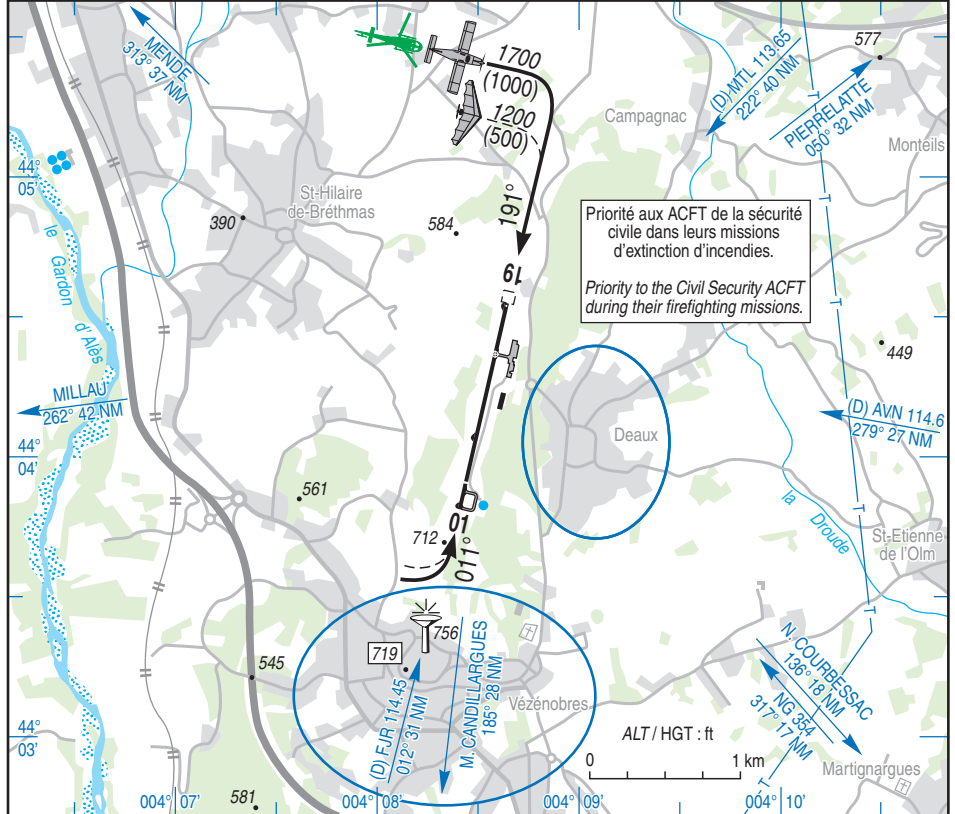 MENDE
313° 37 NM
1700
(1000)
1200
(500)
(D) MTL 113.65
222° 40 NM
577
PIERRELATTE
050° 32 NM
Campagnac
Monteils
44°
05'
St-Hilaire
de-Bréthmas
390
584
191°
19
Priorité aux ACFT de la sécurité
civile dans leurs missions
d'extinction d'incendies.
Priority to the Civil Security ACFT
during their firefighting missions.
le Gardon d'Alès
449
MILLAU
262° 42 NM
(D) AVN 114.6
279° 27 NM
Deaux
44°
04'
561
la Droude
St-Etienne
de l'Olm
01
011°
712
756
719
545
(D) FJR 114.45
012° 31 NM
M. CANDILLARGUES
185° 28 NM
Vézénobres
N. COURBESSAC
136° 18 NM
NG 354
317° 17 NM
ALT / HGT : ft
0 1 km
44°
03'
Martignargues
581
004° 07'
004° 08'
004° 09'
004° 10'
T
T
T
T
T